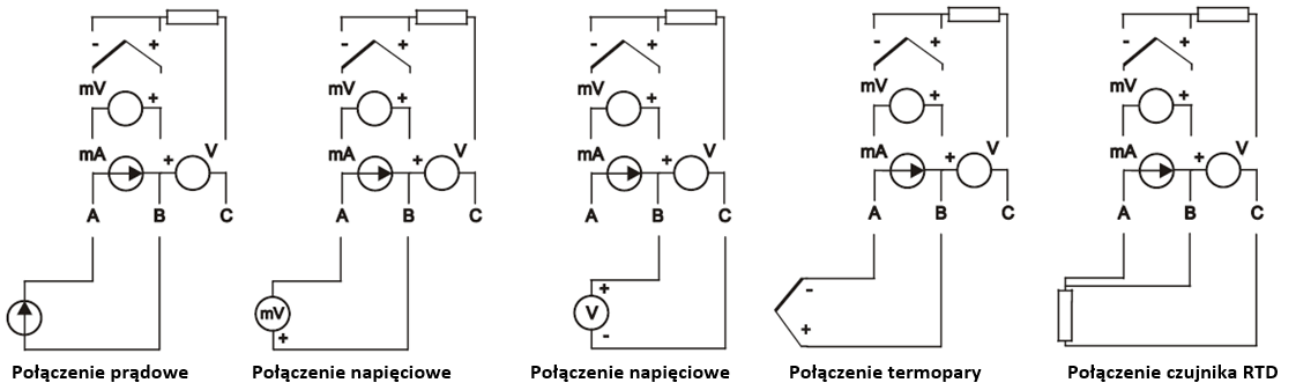 - + - + - + - + - +
mV + mV + mV + mV + mV +
mA + V mA + V mA + V mA + V mA + V
A B C A B C A B C A B C A B C
mV + V + - - +
Połączenie prądowe Połączenie napięciowe Połączenie napięciowe Połączenie termopary Połączenie czujnika RTD